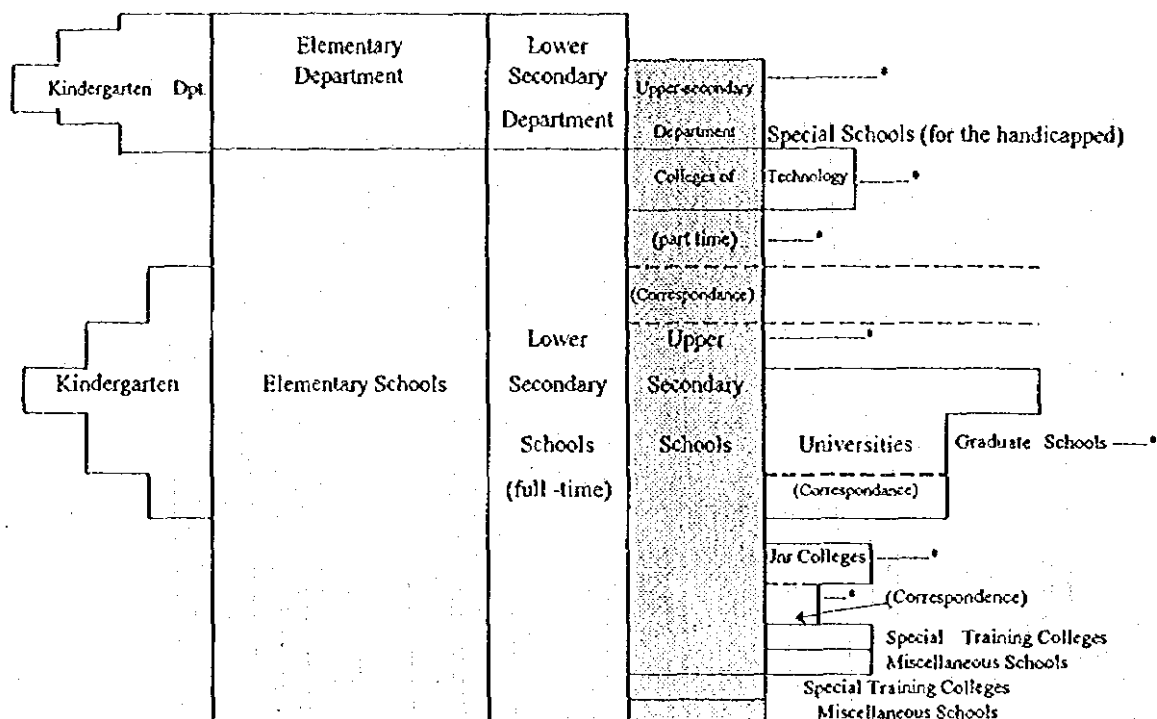 Kindergarten Dpt.
Elementary
Department
Lower
Secondary
Department
Upper-secondary
Department
Special Schools (for the handicapped)
Colleges of Technology
(part time)
(Correspondance)
Kindergarten
Elementary Schools
Lower
Secondary
Schools
(full -time)
Upper
Secondary
Schools
Universities
Graduate Schools
(Correspondance)
Jnr Colleges
(Correspondence)
Special Training Colleges
Miscellaneous Schools
Special Training Colleges
Miscellaneous Schools